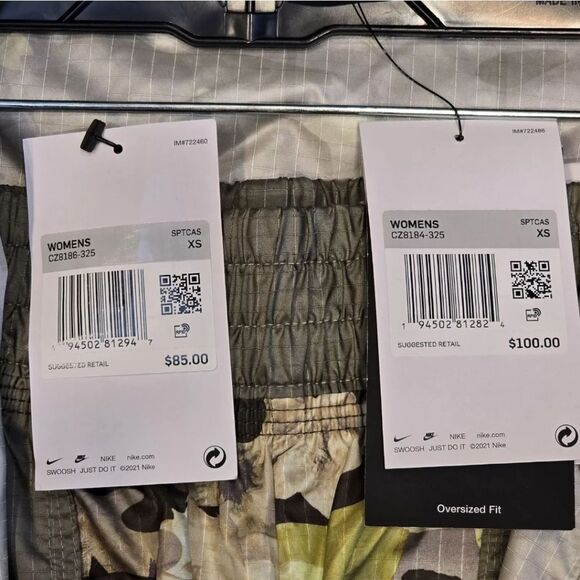 MADE IN
IM#722460
WOMENS
CZ8186-325
SPTCAS
XS
1 94502 81294 7
SUGGESTED RETAIL
$85.00
NIKE nike.com
SWOOSH JUST DO IT ©2021 Nike
IM#722486
WOMENS
CZ8184-325
SPTCAS
XS
1 94502 81282 4
SUGGESTED RETAIL
$100.00
NIKE nike.com
SWOOSH JUST DO IT ©2021 Nike
Oversized Fit